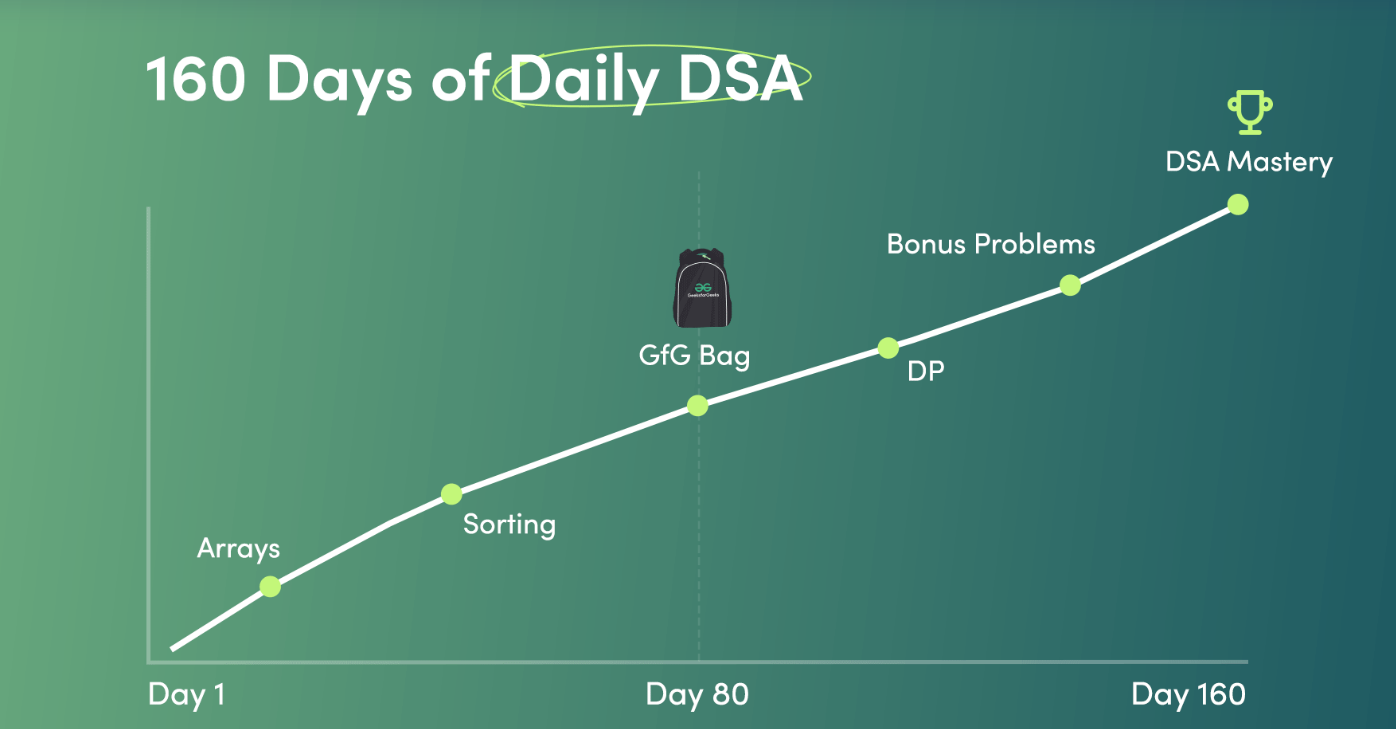 160 Days of Daily DSA
DSA Mastery
Bonus Problems
GeeksforGeeks
GfG Bag
DP
Sorting
Arrays
Day 1
Day 80
Day 160